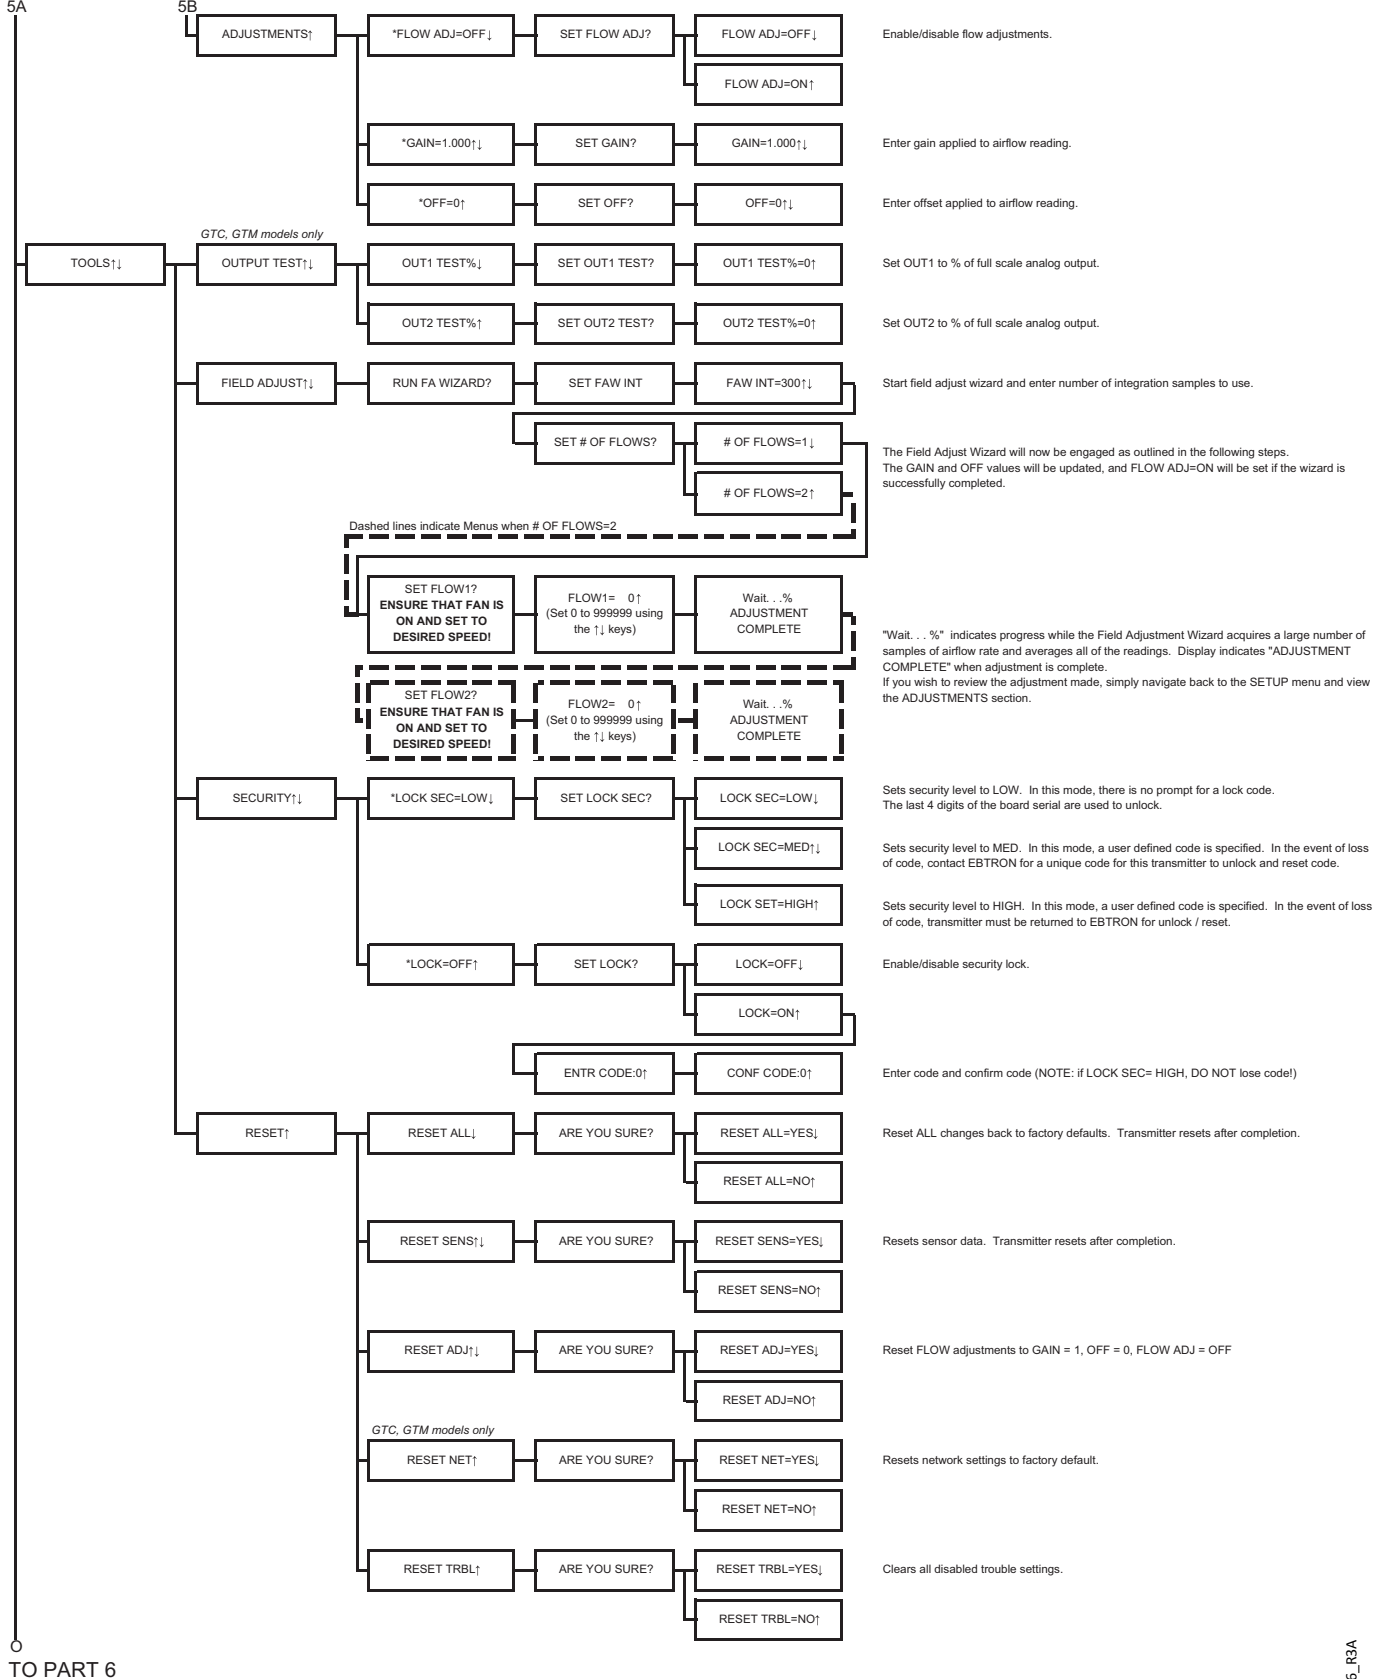 5A
5B
ADJUSTMENTS↑
*FLOW ADJ=OFF↓
SET FLOW ADJ?
FLOW ADJ=OFF↓
Enable/disable flow adjustments.
FLOW ADJ=ON↑
*GAIN=1.000↑↓
SET GAIN?
GAIN=1.000↑↓
Enter gain applied to airflow reading.
*OFF=0↑
SET OFF?
OFF=0↑↓
Enter offset applied to airflow reading.
GTC, GTM models only
TOOLS↑↓
OUTPUT TEST↑↓
OUT1 TEST%↓
SET OUT1 TEST?
OUT1 TEST%=0↑
Set OUT1 to % of full scale analog output.
OUT2 TEST%↑
SET OUT2 TEST?
OUT2 TEST%=0↑
Set OUT2 to % of full scale analog output.
FIELD ADJUST↑↓
RUN FA WIZARD?
SET FAW INT
FAW INT=300↑↓
Start field adjust wizard and enter number of integration samples to use.
SET # OF FLOWS?
# OF FLOWS=1↓
# OF FLOWS=2↑
The Field Adjust Wizard will now be engaged as outlined in the following steps.
The GAIN and OFF values will be updated, and FLOW ADJ=ON will be set if the wizard is
successfully completed.
Dashed lines indicate Menus when # OF FLOWS=2
SET FLOW1?
ENSURE THAT FAN IS
ON AND SET TO
DESIRED SPEED!
FLOW1= 0↑
(Set 0 to 999999 using
the ↑↓ keys)
Wait. . .%
ADJUSTMENT
COMPLETE
"Wait. . . %" indicates progress while the Field Adjustment Wizard acquires a large number of
samples of airflow rate and averages all of the readings. Display indicates "ADJUSTMENT
COMPLETE" when adjustment is complete.
If you wish to review the adjustment made, simply navigate back to the SETUP menu and view
the ADJUSTMENTS section.
SET FLOW2?
ENSURE THAT FAN IS
ON AND SET TO
DESIRED SPEED!
FLOW2= 0↑
(Set 0 to 999999 using
the ↑↓ keys)
Wait. . .%
ADJUSTMENT
COMPLETE
SECURITY↑↓
*LOCK SEC=LOW↓
SET LOCK SEC?
LOCK SEC=LOW↓
Sets security level to LOW. In this mode, there is no prompt for a lock code.
The last 4 digits of the board serial are used to unlock.
LOCK SEC=MED↑↓
Sets security level to MED. In this mode, a user defined code is specified. In the event of loss
of code, contact EBTRON for a unique code for this transmitter to unlock and reset code.
LOCK SET=HIGH↑
Sets security level to HIGH. In this mode, a user defined code is specified. In the event of loss
of code, transmitter must be returned to EBTRON for unlock / reset.
*LOCK=OFF↑
SET LOCK?
LOCK=OFF↓
Enable/disable security lock.
LOCK=ON↑
ENTR CODE:0↑
CONF CODE:0↑
Enter code and confirm code (NOTE: if LOCK SEC= HIGH, DO NOT lose code!)
RESET↑
RESET ALL↓
ARE YOU SURE?
RESET ALL=YES↓
Reset ALL changes back to factory defaults. Transmitter resets after completion.
RESET ALL=NO↑
RESET SENS↑↓
ARE YOU SURE?
RESET SENS=YES↓
Resets sensor data. Transmitter resets after completion.
RESET SENS=NO↑
RESET ADJ↑↓
ARE YOU SURE?
RESET ADJ=YES↓
Reset FLOW adjustments to GAIN = 1, OFF = 0, FLOW ADJ = OFF
RESET ADJ=NO↑
GTC, GTM models only
RESET NET↑
ARE YOU SURE?
RESET NET=YES↓
Resets network settings to factory default.
RESET NET=NO↑
RESET TRBL↑
ARE YOU SURE?
RESET TRBL=YES↓
Clears all disabled trouble settings.
RESET TRBL=NO↑
O
TO PART 6
6_R3A